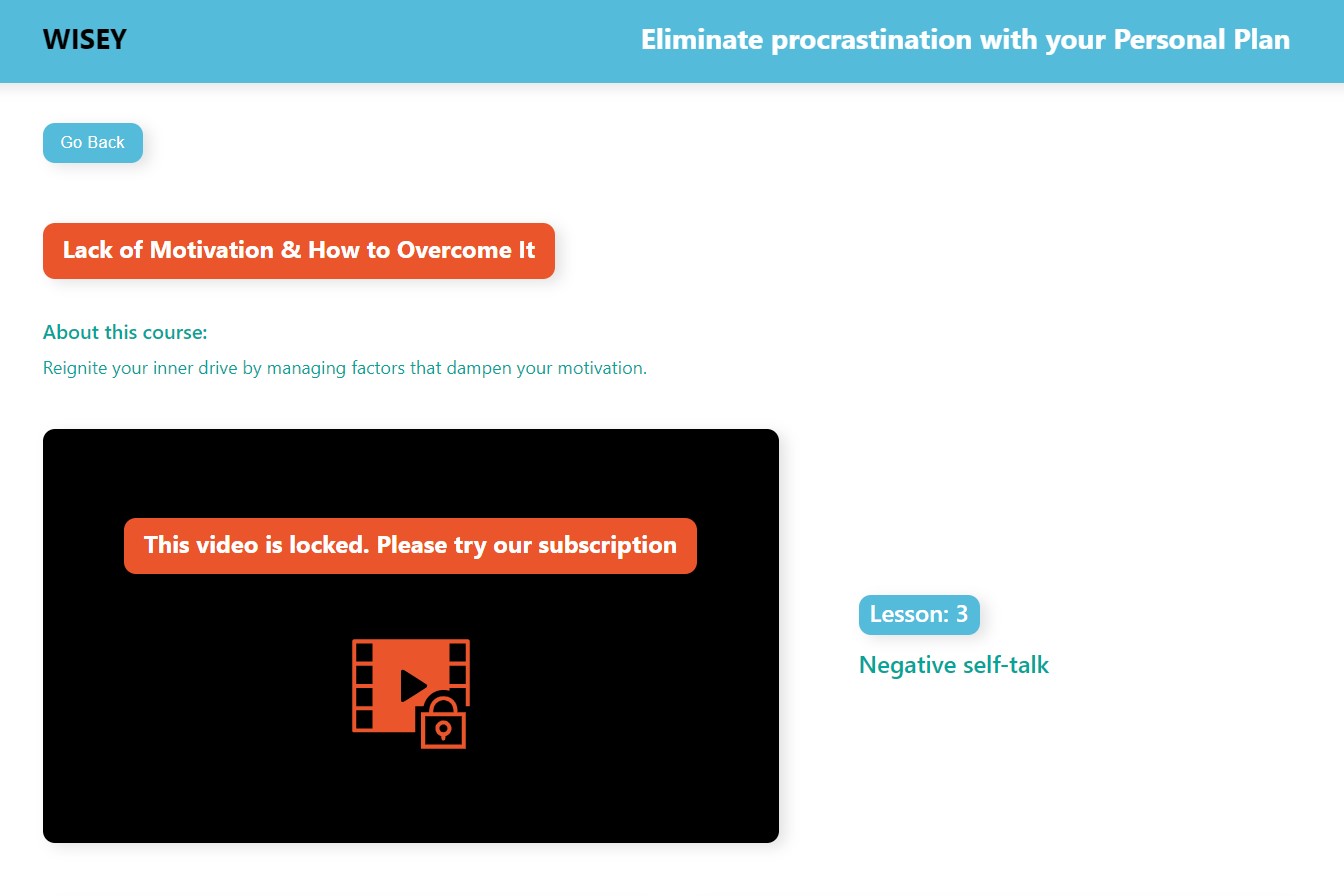 WISEY
Eliminate procrastination with your Personal Plan
Go Back
Lack of Motivation & How to Overcome It
About this course:
Reignite your inner drive by managing factors that dampen your motivation.
This video is locked. Please try our subscription
Lesson: 3
Negative self-talk